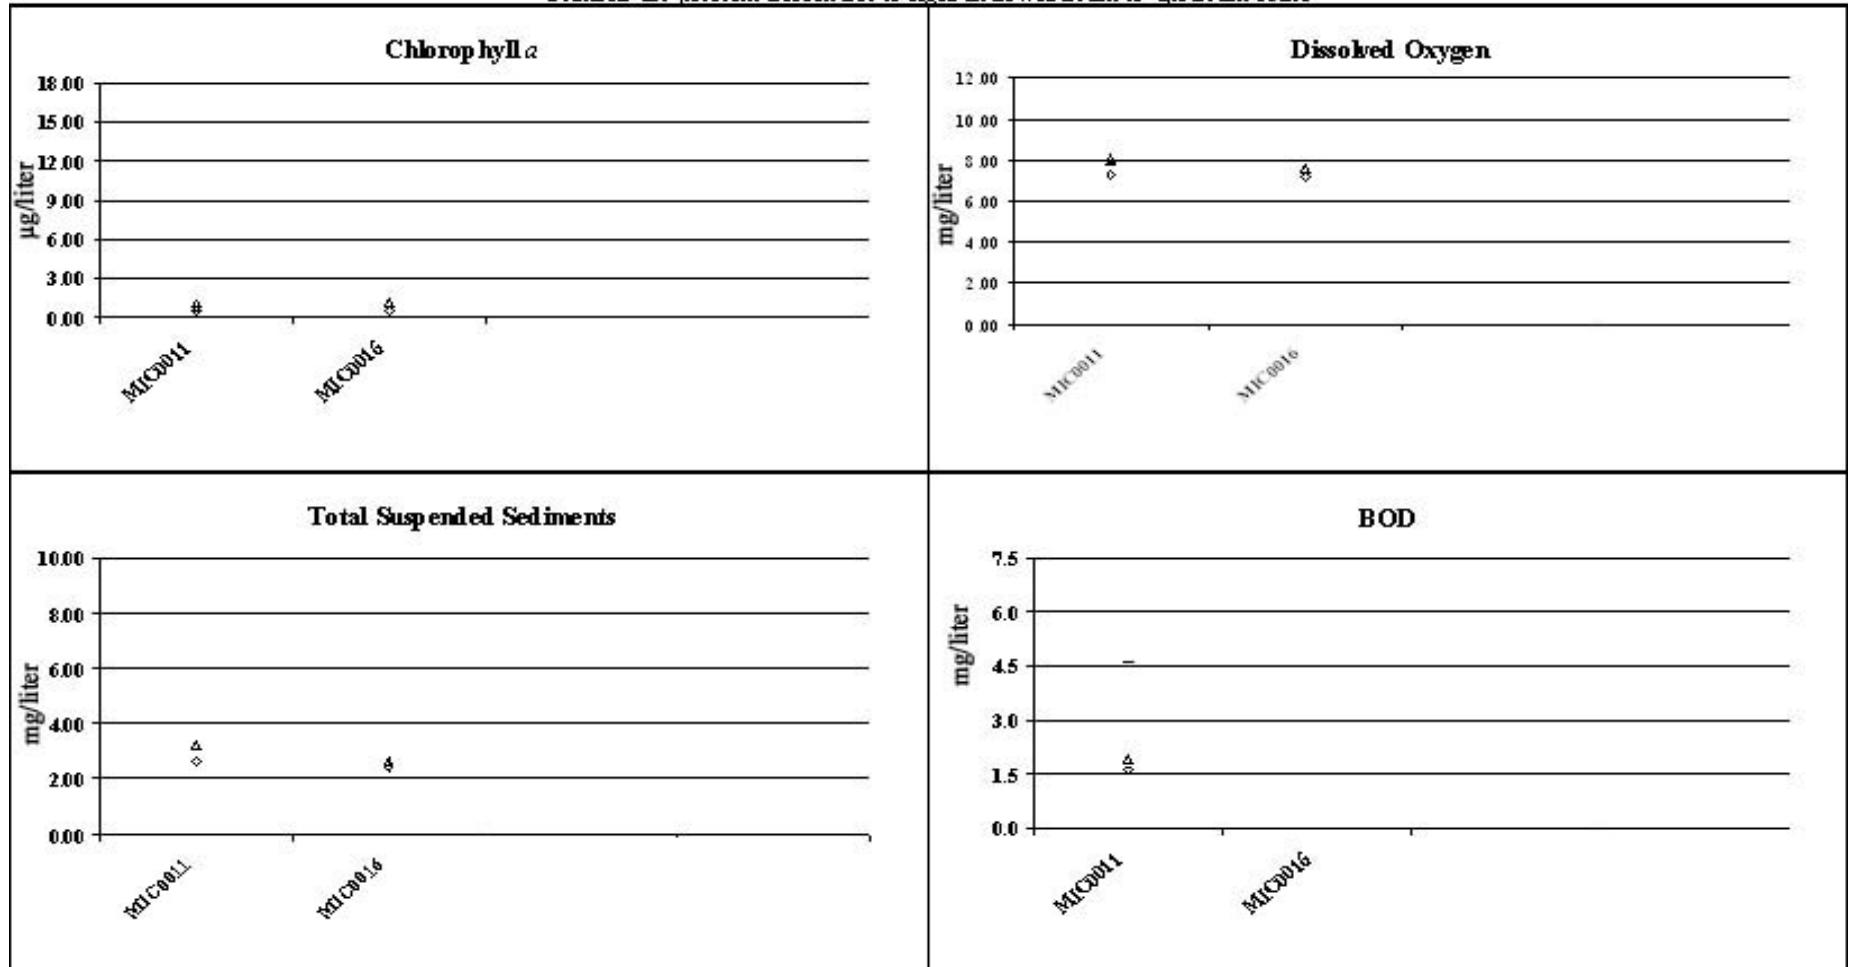 Chlorophyll a
18.00
15.00
12.00
9.00
6.00
3.00
0.00
µg/liter
MIC0011
MIC0016
Dissolved Oxygen
12.00
10.00
8.00
6.00
4.00
2.00
0.00
mg/liter
MIC0011
MIC0016
Total Suspended Sediments
10.00
8.00
6.00
4.00
2.00
0.00
mg/liter
MIC0011
MIC0016
BOD
7.5
6.0
4.5
3.0
1.5
0.0
mg/liter
MIC0011
MIC0016